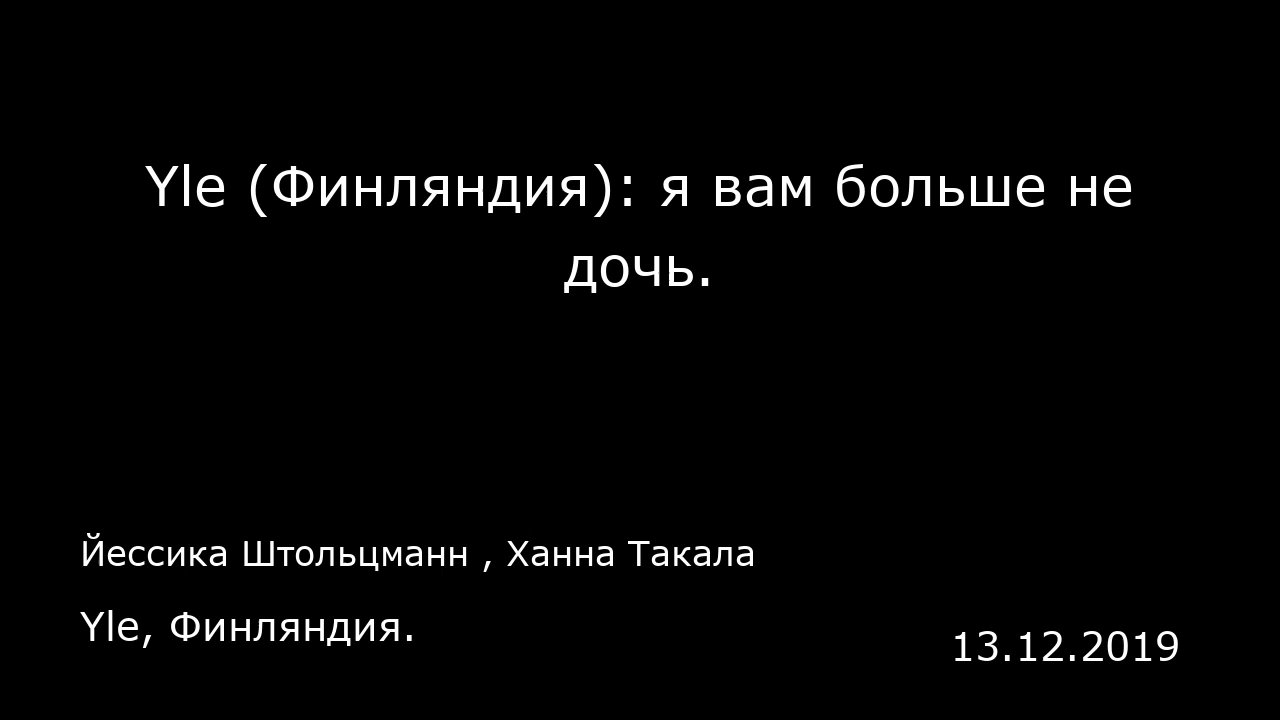 Yle (Финляндия): я вам больше не
дочь.
Йессика Штольцманн , Ханна Такала
Yle, Финляндия.
13.12.2019